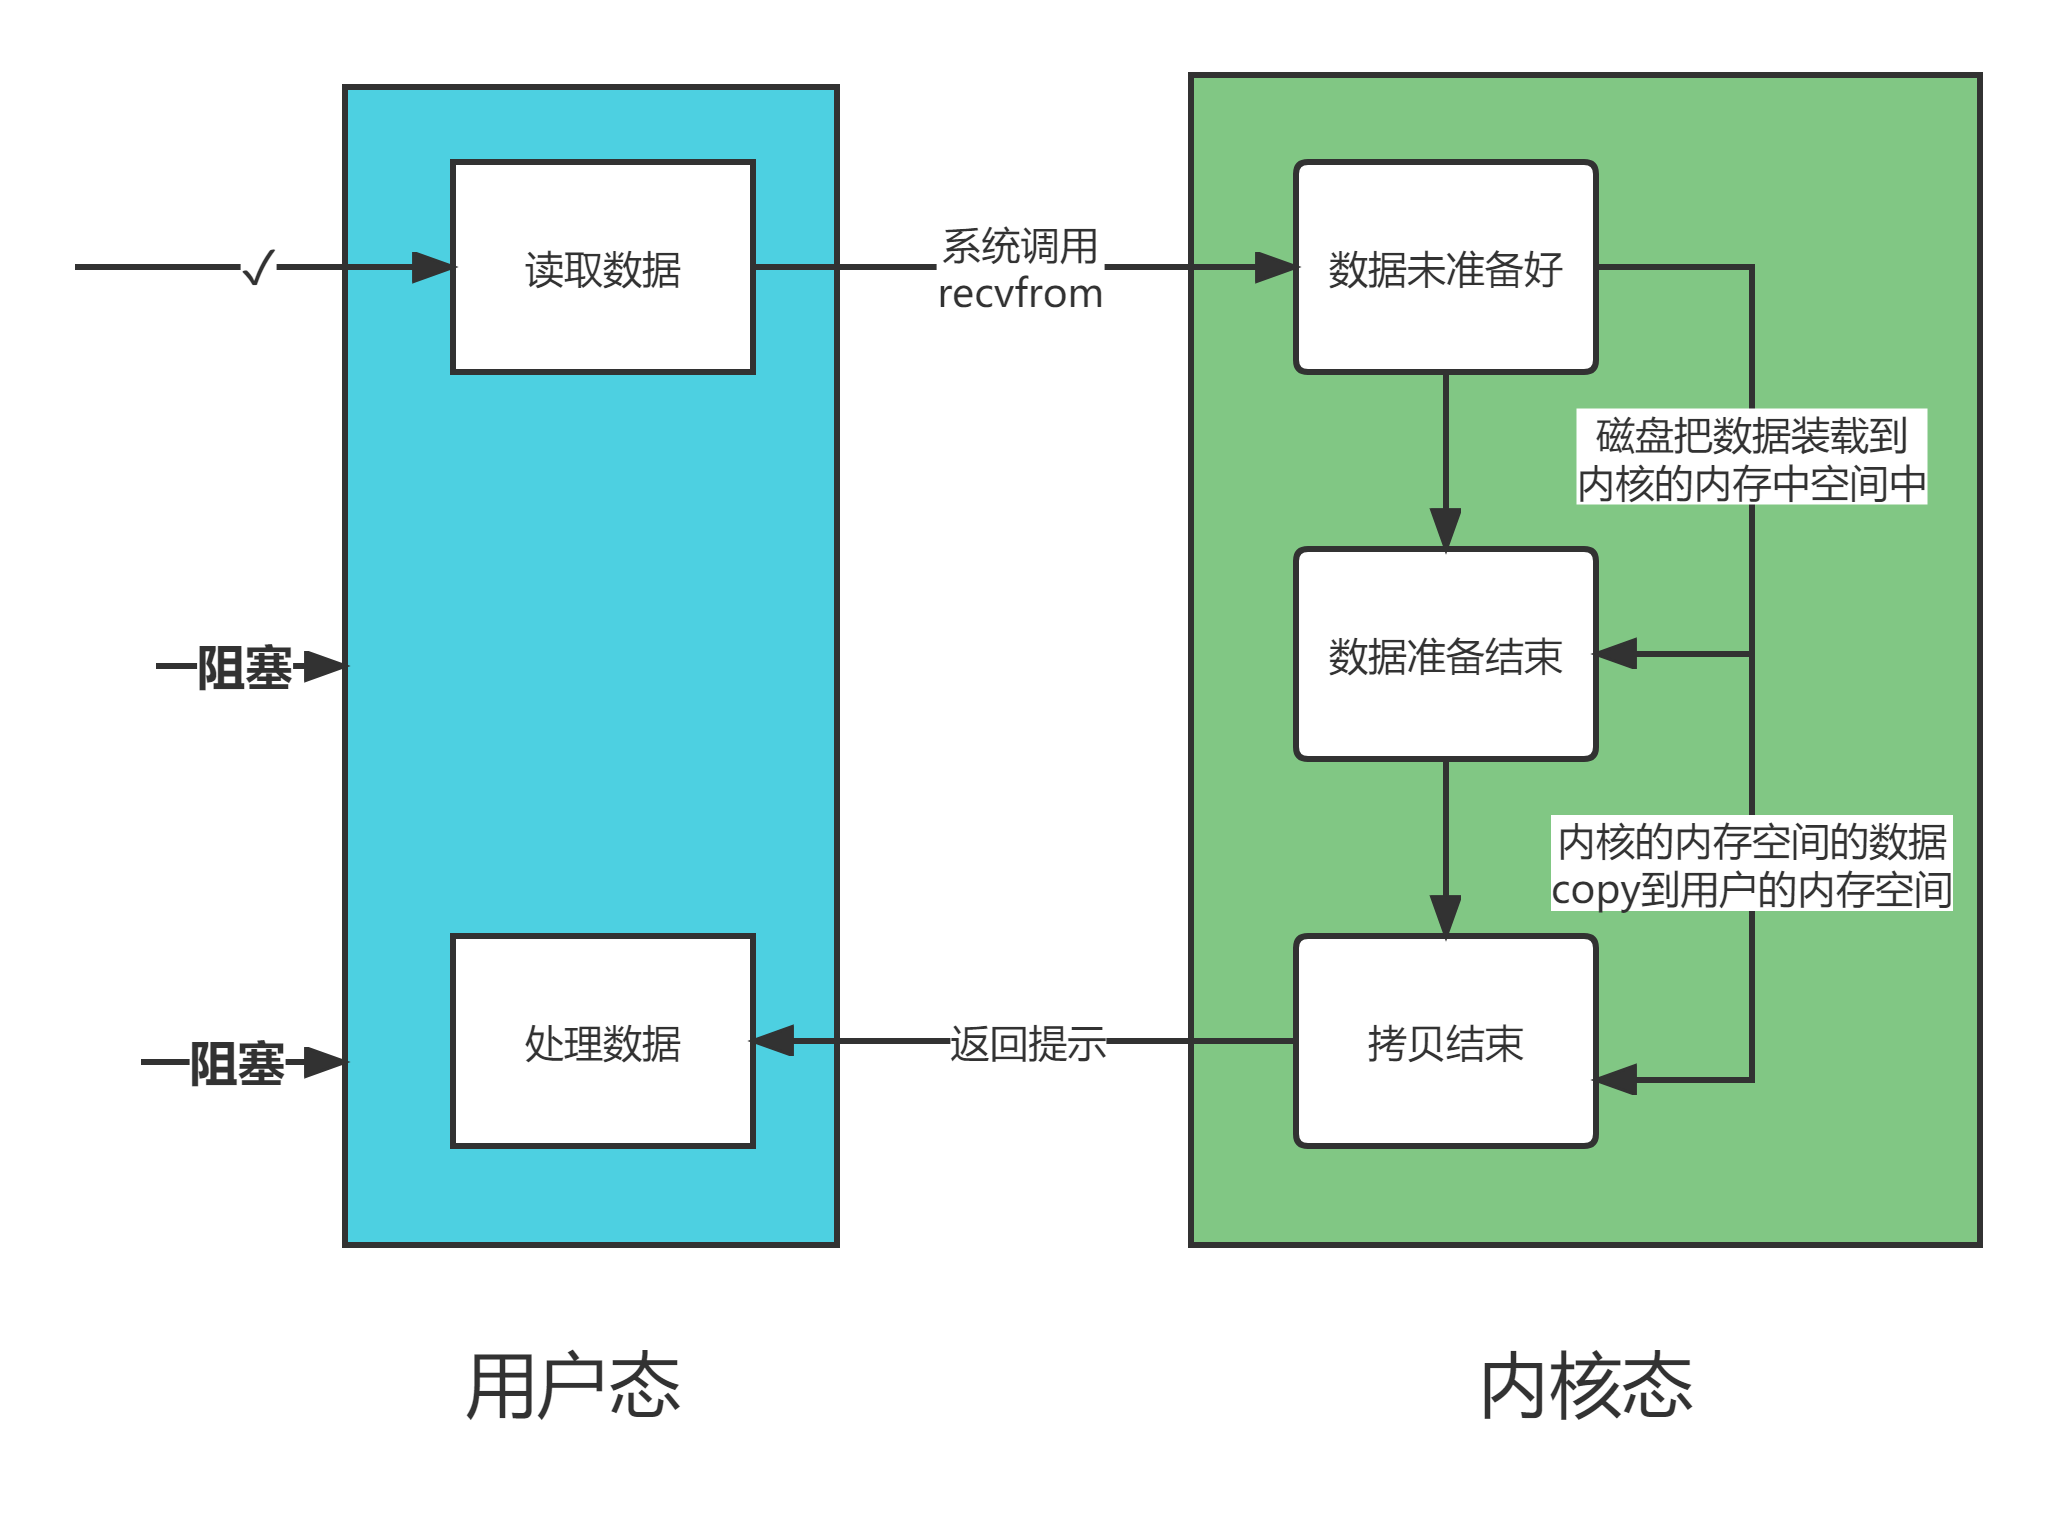 ✓
读取数据
系统调用
recvfrom
数据未准备好
磁盘把数据装载到
内核的内存中空间中
阻塞
数据准备结束
内核的内存空间的数据
copy到用户的内存空间
阻塞
处理数据
返回提示
拷贝结束
用户态
内核态